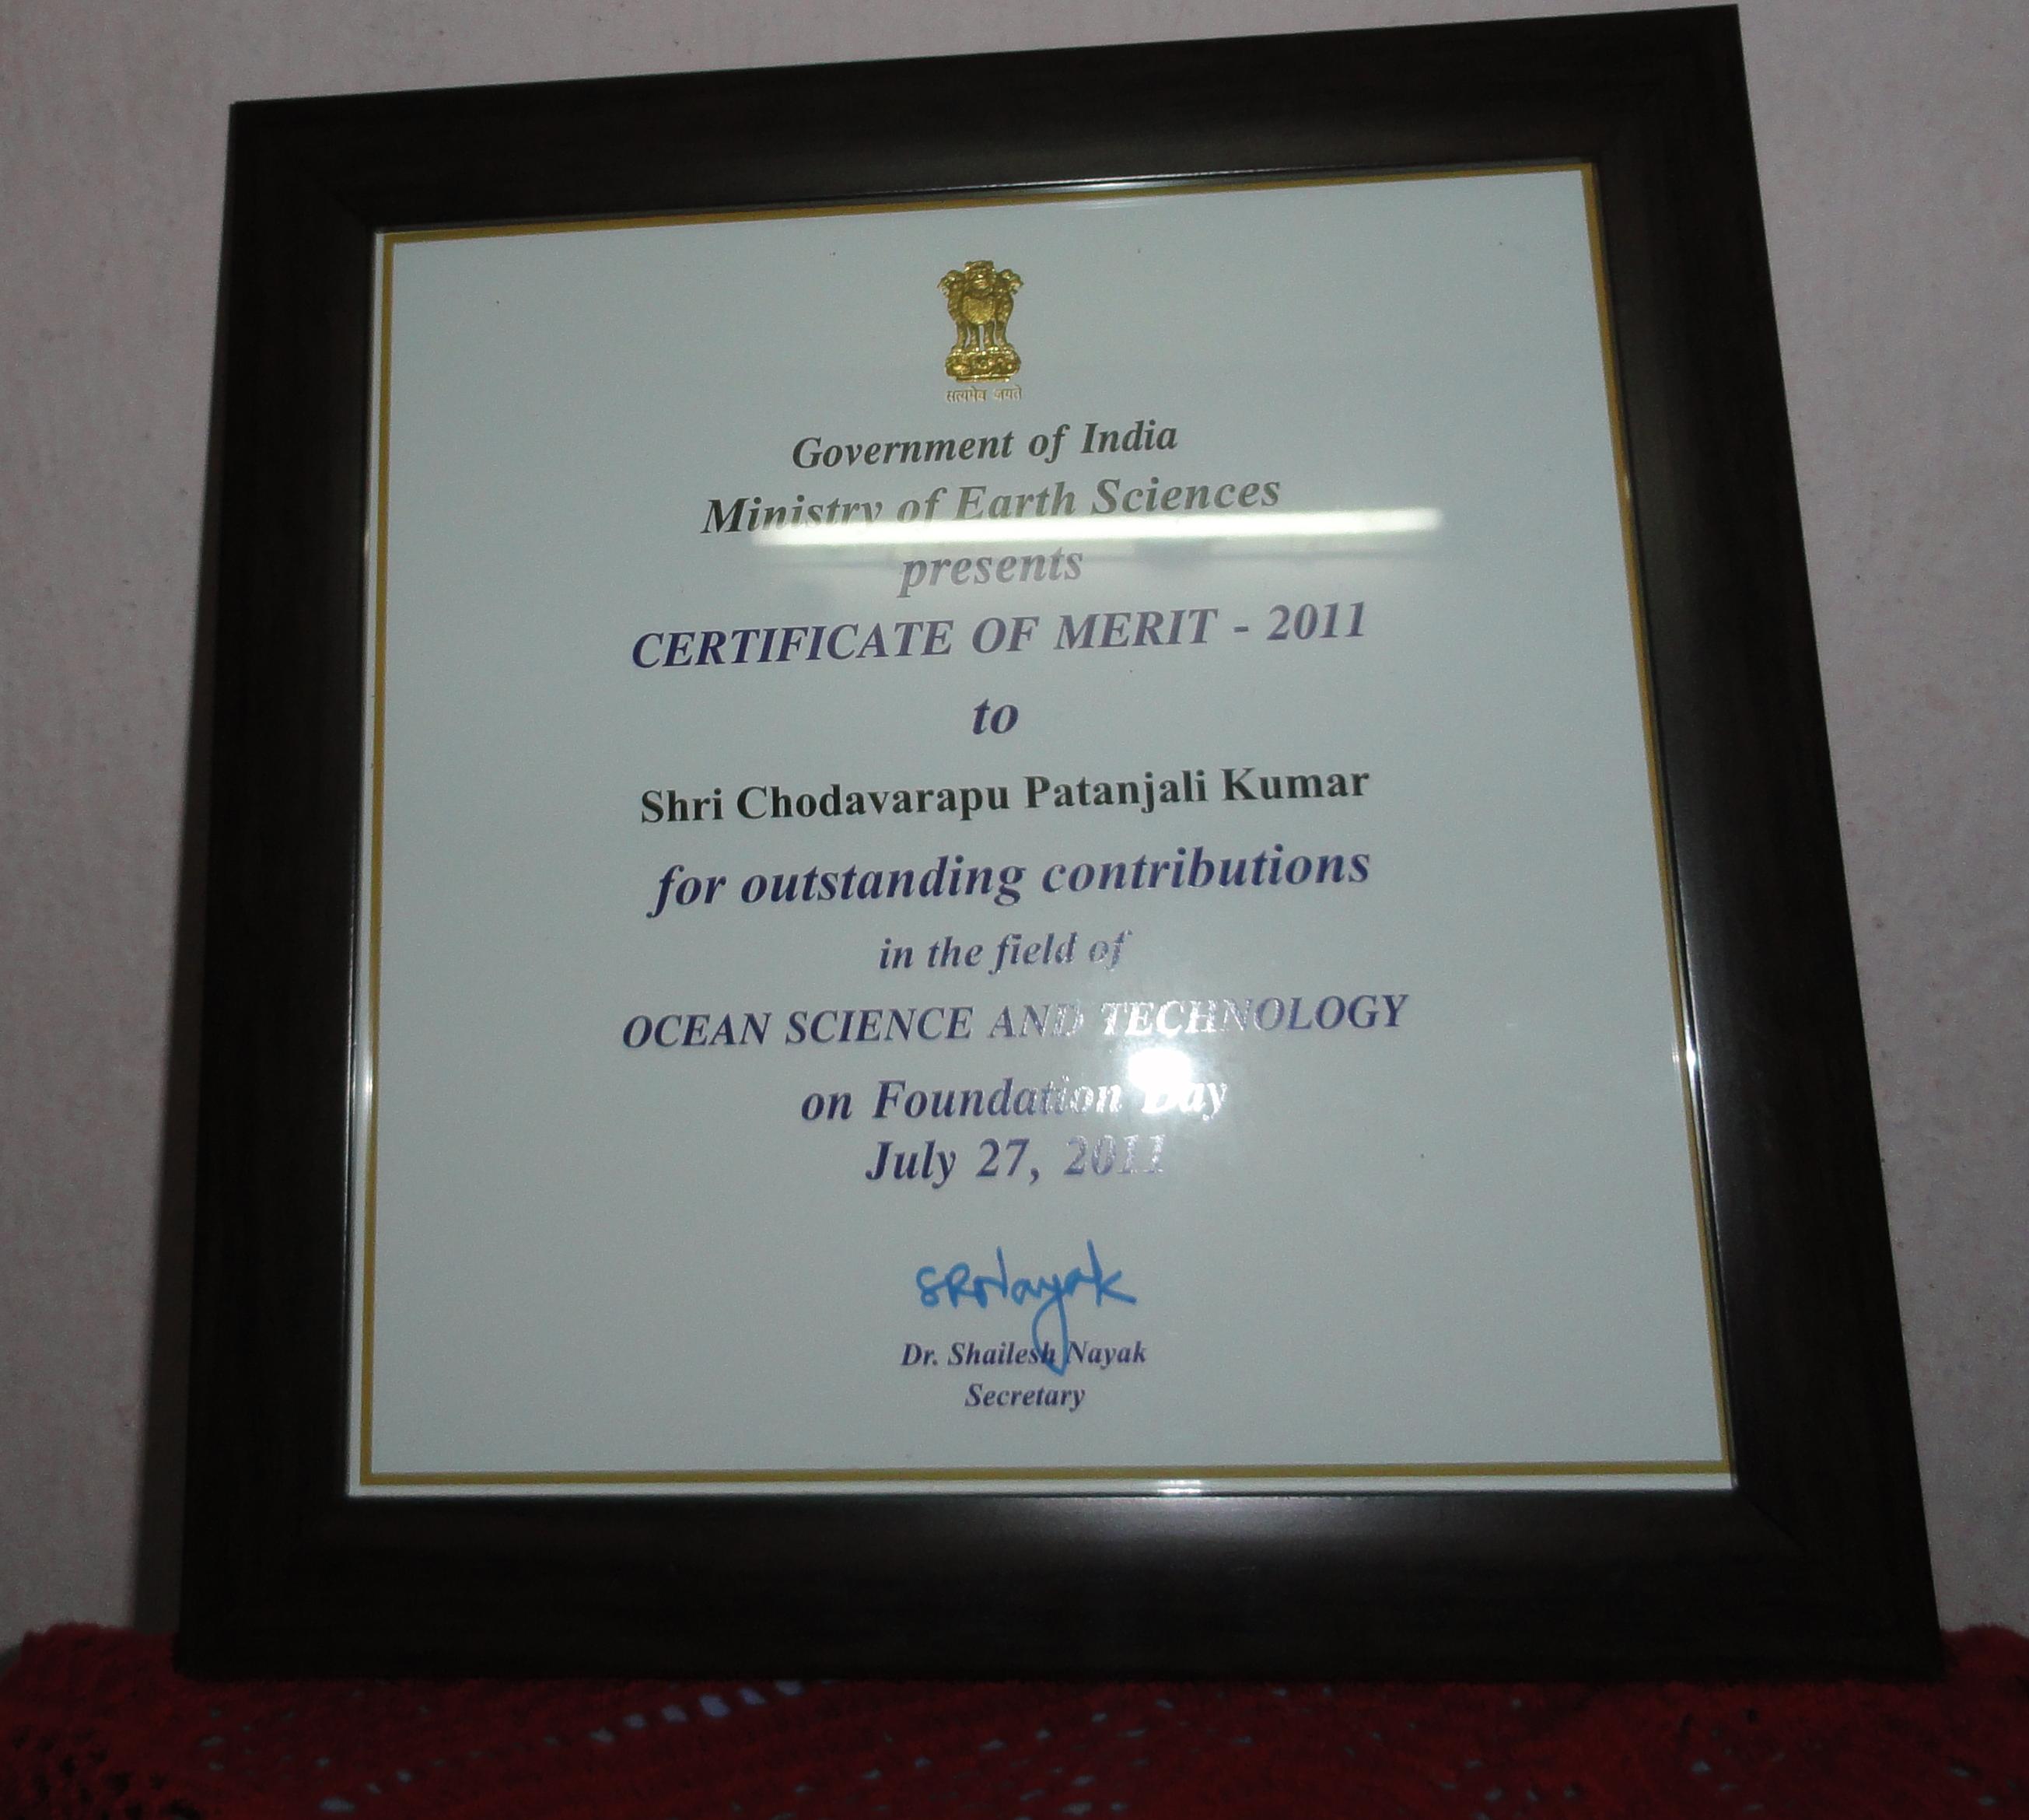 सत्यमेव जयते
Government of India
Ministry of Earth Sciences
presents
CERTIFICATE OF MERIT - 2011
to
Shri Chodavarapu Patanjali Kumar
for outstanding contributions
in the field of
OCEAN SCIENCE AND TECHNOLOGY
on Foundation Day
July 27, 2011
SRNayak
Dr. Shailesh Nayak
Secretary